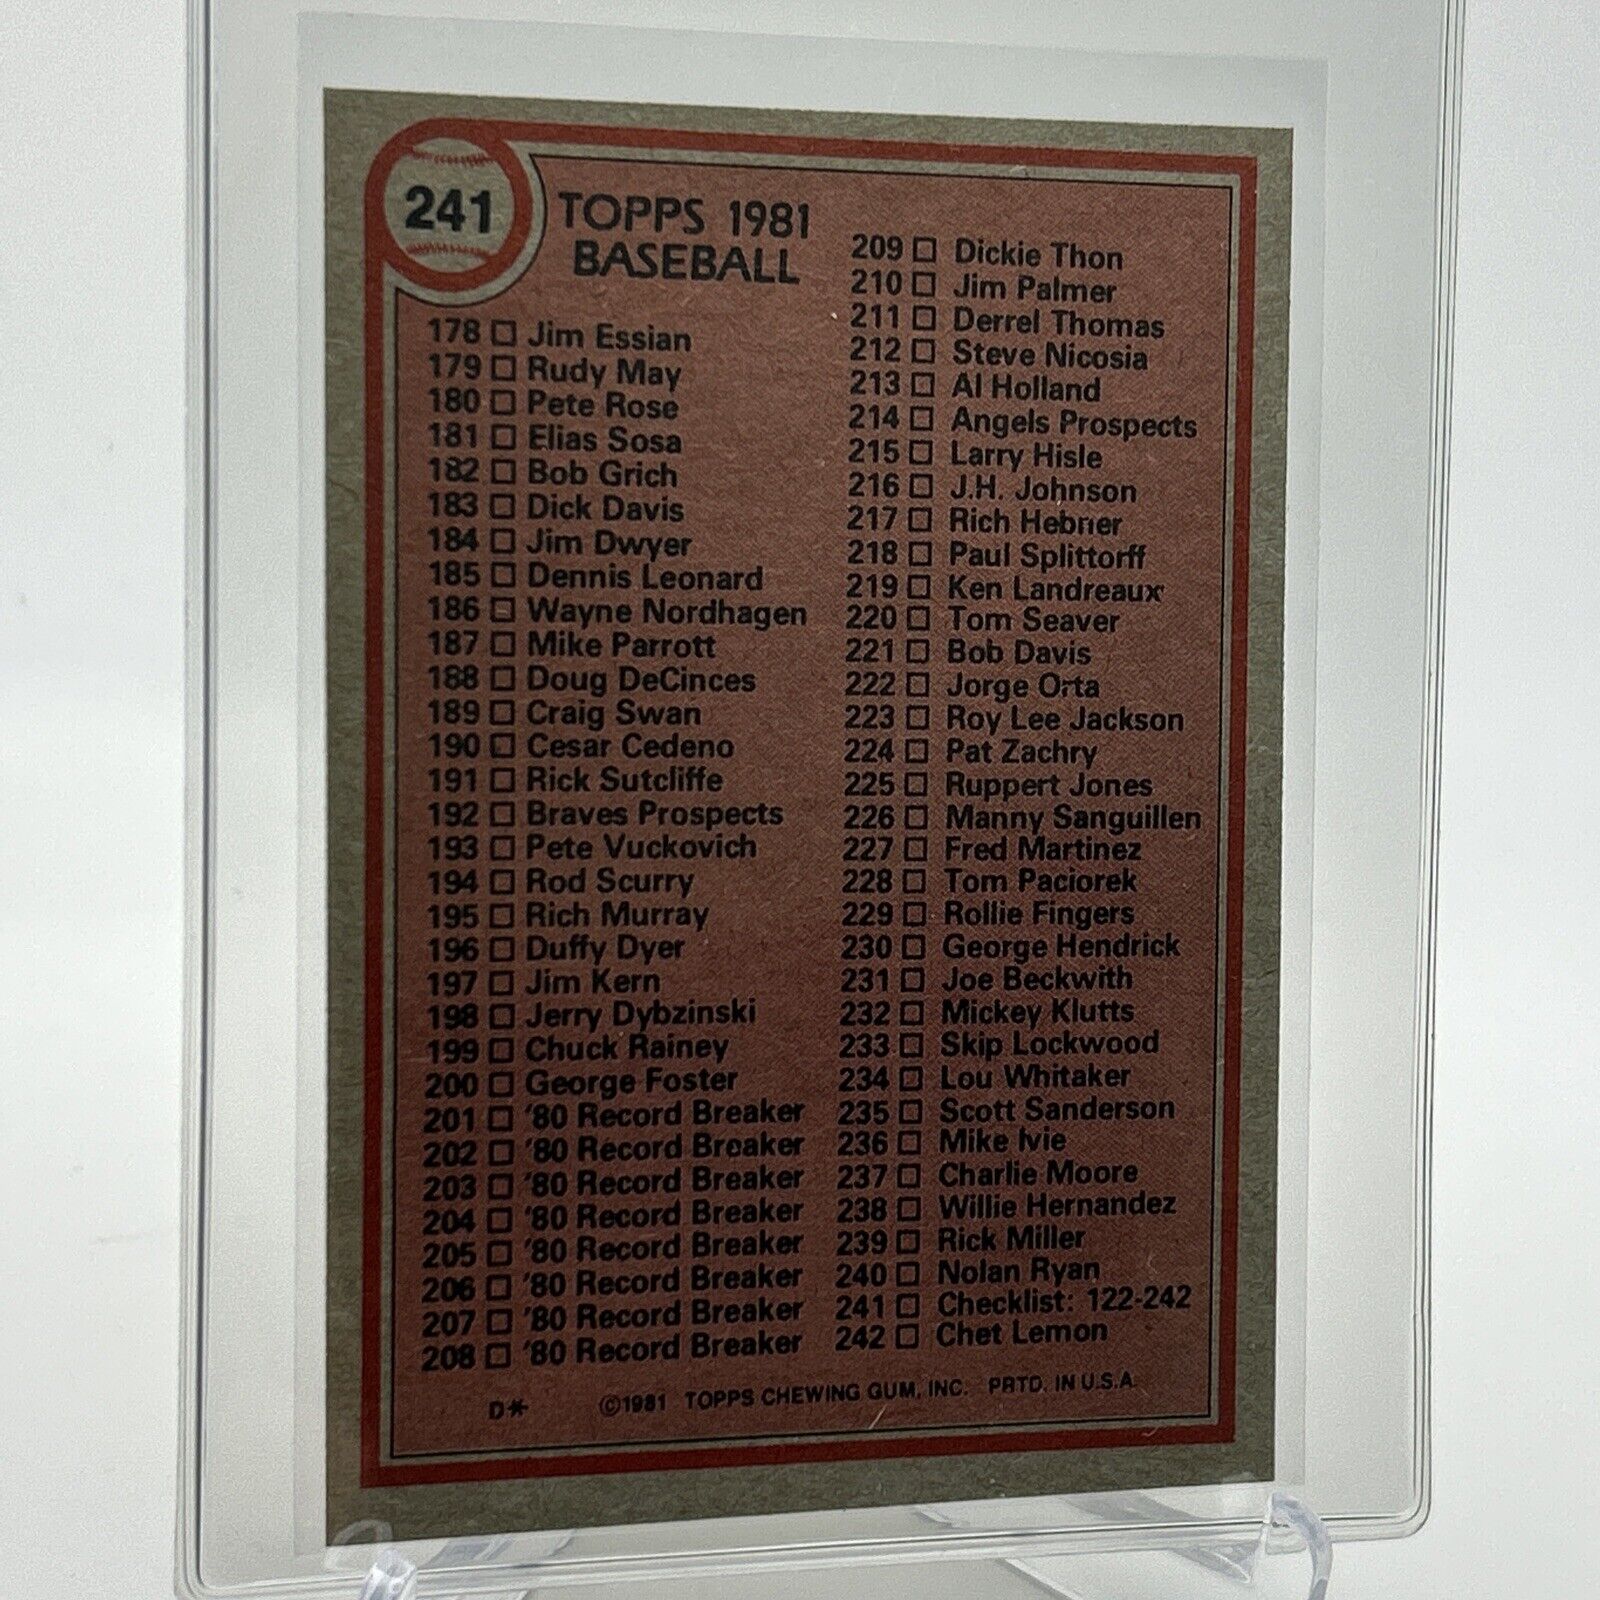 241
TOPPS 1981
BASEBALL
178 □ Jim Essian
179 □ Rudy May
180 □ Pete Rose
181 □ Elias Sosa
182 □ Bob Grich
183 □ Dick Davis
184 □ Jim Dwyer
185 □ Dennis Leonard
186 □ Wayne Nordhagen
187 □ Mike Parrott
188 □ Doug DeCinces
189 □ Craig Swan
190 □ Cesar Cedeno
191 □ Rick Sutcliffe
192 □ Braves Prospects
193 □ Pete Vuckovich
194 □ Rod Scurry
195 □ Rich Murray
196 □ Duffy Dyer
197 □ Jim Kern
198 □ Jerry Dybzinski
199 □ Chuck Rainey
200 □ George Foster
201 □ '80 Record Breaker
202 □ '80 Record Breaker
203 □ '80 Record Breaker
204 □ '80 Record Breaker
205 □ '80 Record Breaker
206 □ '80 Record Breaker
207 □ '80 Record Breaker
208 □ '80 Record Breaker
209 □ Dickie Thon
210 □ Jim Palmer
211 □ Derrel Thomas
212 □ Steve Nicosia
213 □ Al Holland
214 □ Angels Prospects
215 □ Larry Hisle
216 □ J.H. Johnson
217 □ Rich Hebner
218 □ Paul Splittorff
219 □ Ken Landreaux
220 □ Tom Seaver
221 □ Bob Davis
222 □ Jorge Orta
223 □ Roy Lee Jackson
224 □ Pat Zachry
225 □ Ruppert Jones
226 □ Manny Sanguillen
227 □ Fred Martinez
228 □ Tom Paciorek
229 □ Rollie Fingers
230 □ George Hendrick
231 □ Joe Beckwith
232 □ Mickey Klutts
233 □ Skip Lockwood
234 □ Lou Whitaker
235 □ Scott Sanderson
236 □ Mike Ivie
237 □ Charlie Moore
238 □ Willie Hernandez
239 □ Rick Miller
240 □ Nolan Ryan
241 □ Checklist: 122-242
242 □ Chet Lemon
D* ©1981 TOPPS CHEWING GUM, INC. PRTD. IN U.S.A.